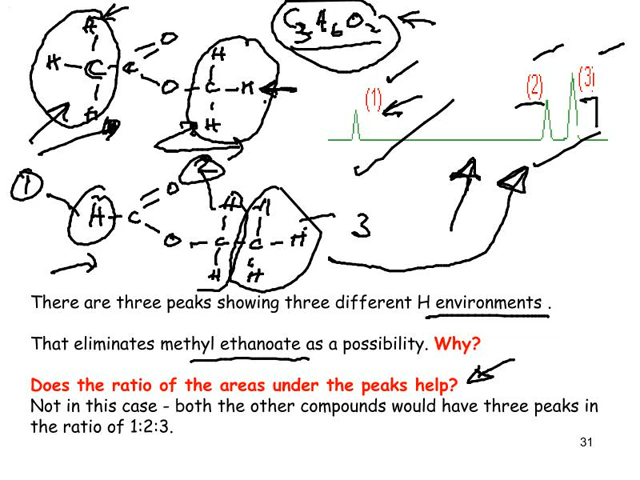 C3H6O2
H
H-C-C=O
H
O-C-H
H
H
(1)
(2)
(3)
1
2
H-C=O
O-C-C-H
H H
H H
3
There are three peaks showing three different H environments .
That eliminates methyl ethanoate as a possibility. Why?
Does the ratio of the areas under the peaks help?
Not in this case - both the other compounds would have three peaks in
the ratio of 1:2:3.
31